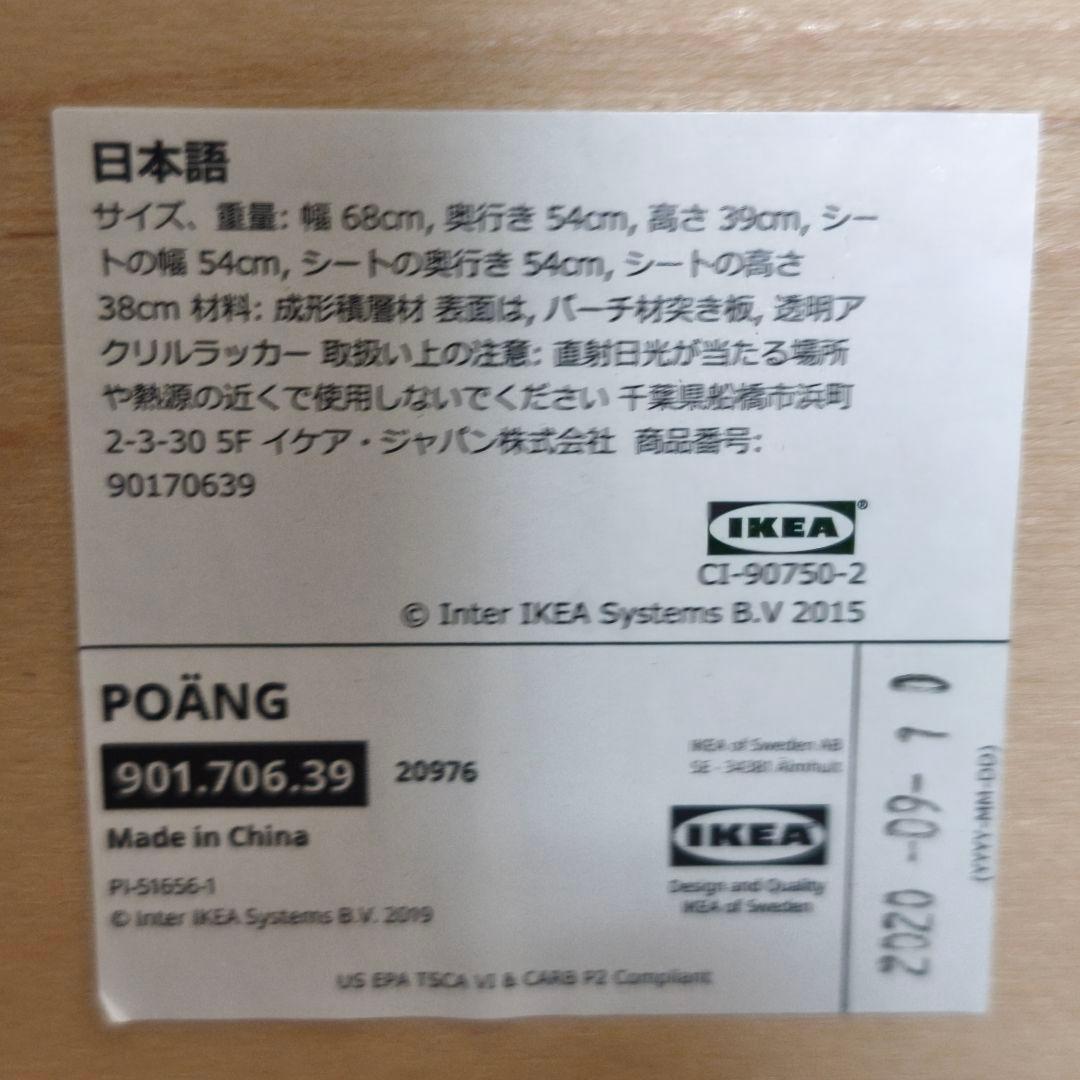 日本語
サイズ、重量: 幅 68cm, 奥行き 54cm, 高さ 39cm, シー
トの幅 54cm, シートの奥行き 54cm, シートの高さ
38cm 材料: 成形積層材 表面は, バーチ材突き板, 透明ア
クリルラッカー 取扱い上の注意: 直射日光が当たる場所
や熱源の近くで使用しないでください 千葉県船橋市浜町
2-3-30 5F イケア・ジャパン株式会社 商品番号:
90170639
IKEA®
CI-90750-2
© Inter IKEA Systems B.V 2015
POÄNG
901.706.39 20976
Made in China
PI-51656-1
© Inter IKEA Systems B.V. 2019
IKEA of Sweden AB
SE - 34381 Älmhult
IKEA
Design and Quality
IKEA of Sweden
US EPA TSCA VI & CARB P2 Compliant
2020 -09- 10
(YYYY-MM-DD)